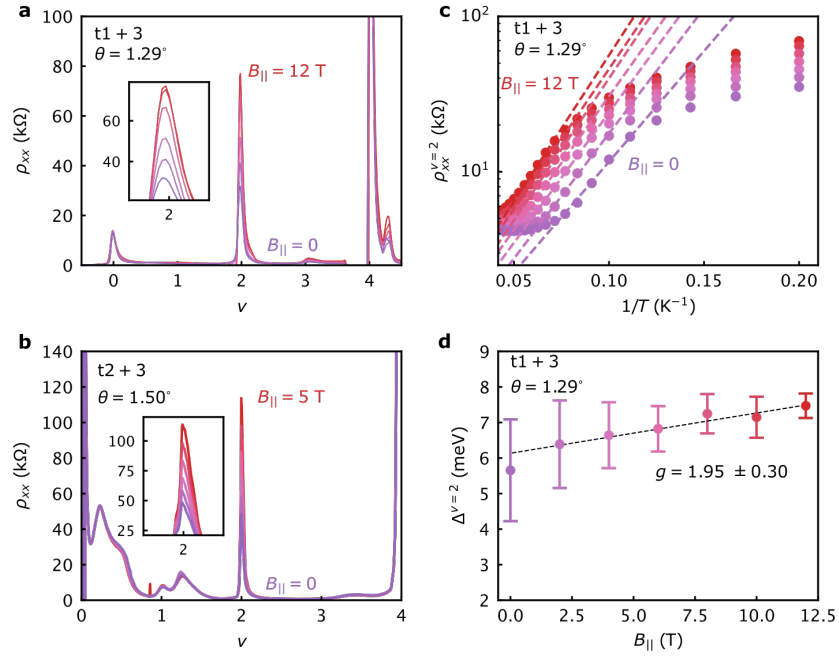 a
t1 + 3
θ = 1.29°
B|| = 12 T
B|| = 0
ρxx (kΩ)
100
80
60
40
20
0
60
40
2
0
1
2
3
4
ν
b
t2 + 3
θ = 1.50°
B|| = 5 T
B|| = 0
ρxx (kΩ)
140
120
100
80
60
40
20
0
100
75
50
25
2
0
1
2
3
4
ν
c
t1 + 3
θ = 1.29°
B|| = 12 T
B|| = 0
ρxx^ν=2 (kΩ)
10²
10¹
0.05
0.10
0.15
0.20
1/T (K⁻¹)
d
t1 + 3
θ = 1.29°
g = 1.95 ± 0.30
Δ^ν=2 (meV)
9
8
7
6
5
4
3
2
0.0
2.5
5.0
7.5
10.0
12.5
B|| (T)